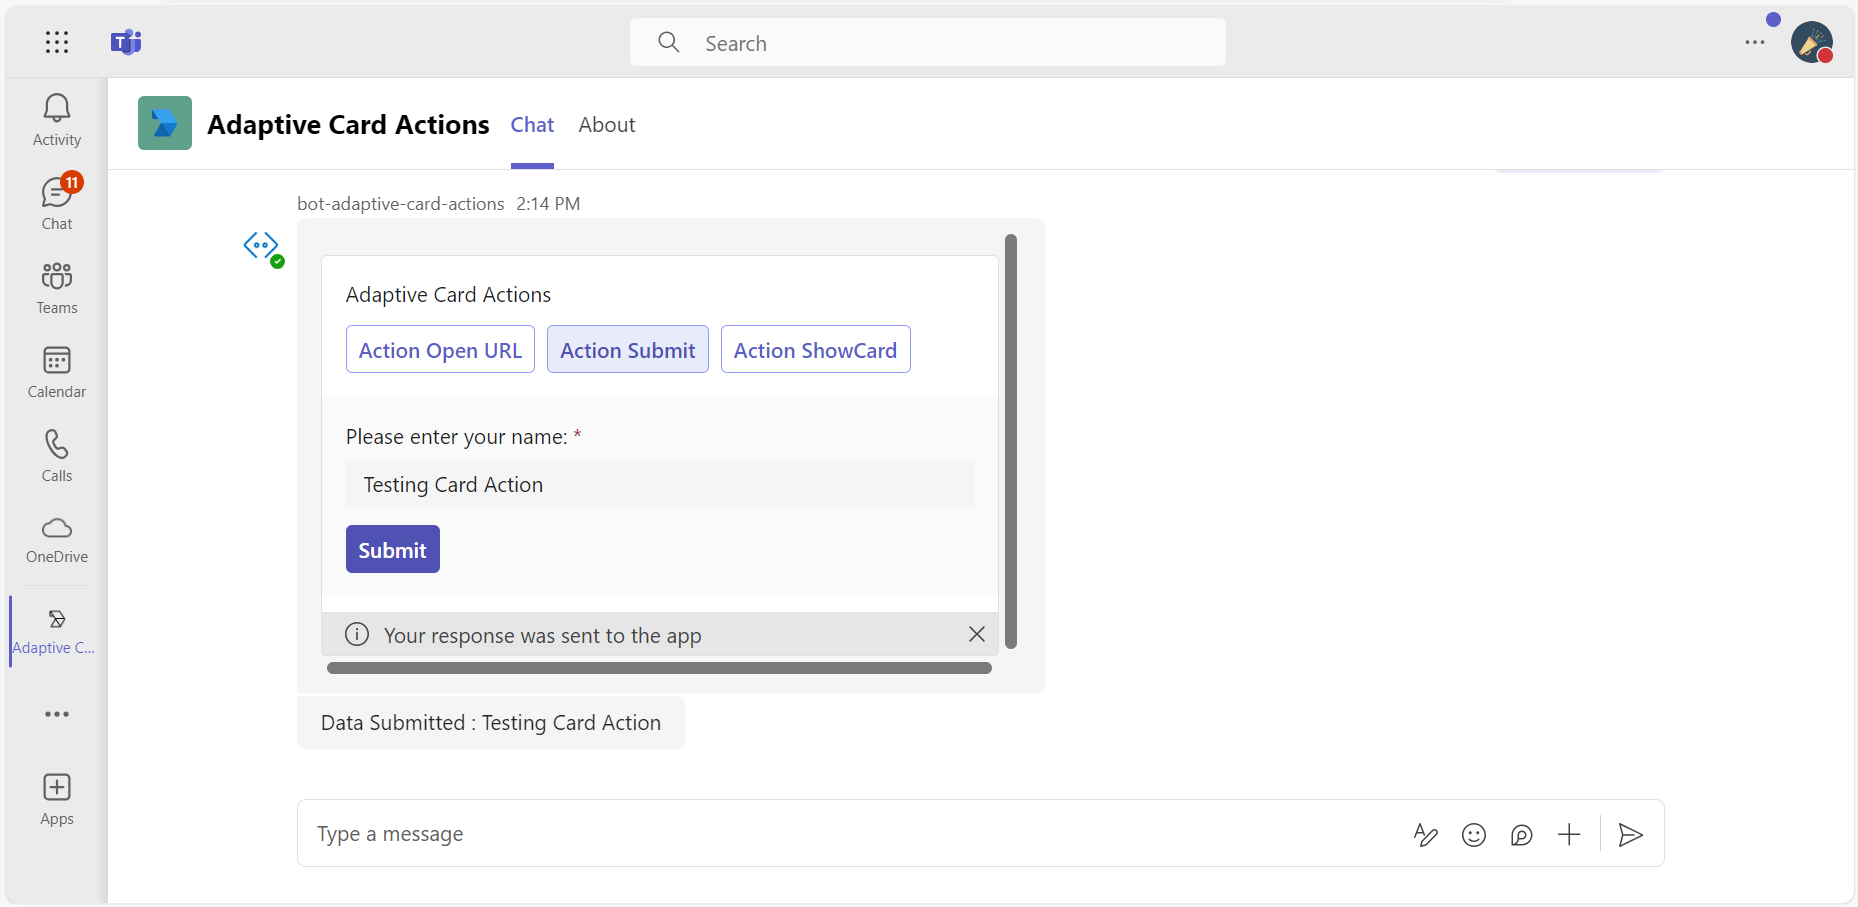 Search
Activity
11
Chat
Teams
Calendar
Calls
OneDrive
Adaptive C...
Apps
Adaptive Card Actions Chat About
bot-adaptive-card-actions 2:14 PM
Adaptive Card Actions
Action Open URL Action Submit Action ShowCard
Please enter your name: *
Testing Card Action
Submit
Your response was sent to the app
Data Submitted : Testing Card Action
Type a message